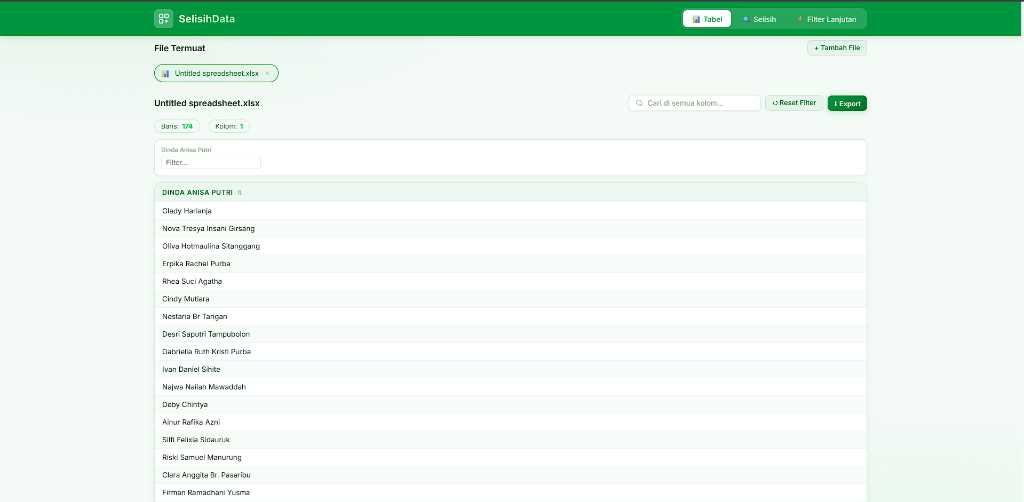 SelisihData
Tabel
Selisih
Filter Lanjutan
File Termuat
+ Tambah File
Untitled spreadsheet.xlsx ×
Untitled spreadsheet.xlsx
Cari di semua kolom...
Reset Filter
Export
Baris: 174
Kolom: 1
Dinda Anisa Putri
Filter...
DINDA ANISA PUTRI
Olady Harianja
Nova Tresya Insani Girsang
Oliva Hotmaulina Sitanggang
Erpika Rachel Purba
Rhea Suci Agatha
Cindy Mutiara
Nestaria Br Tarigan
Desri Saputri Tampubolon
Gabriella Ruth Kristi Purba
Ivan Daniel Sihite
Najwa Nailah Mawaddah
Deby Chintya
Ainur Rafika Azni
Silfi Felixia Sidauruk
Riski Samuel Manurung
Clara Anggita Br. Pasaribu
Firman Ramadhani Yusma